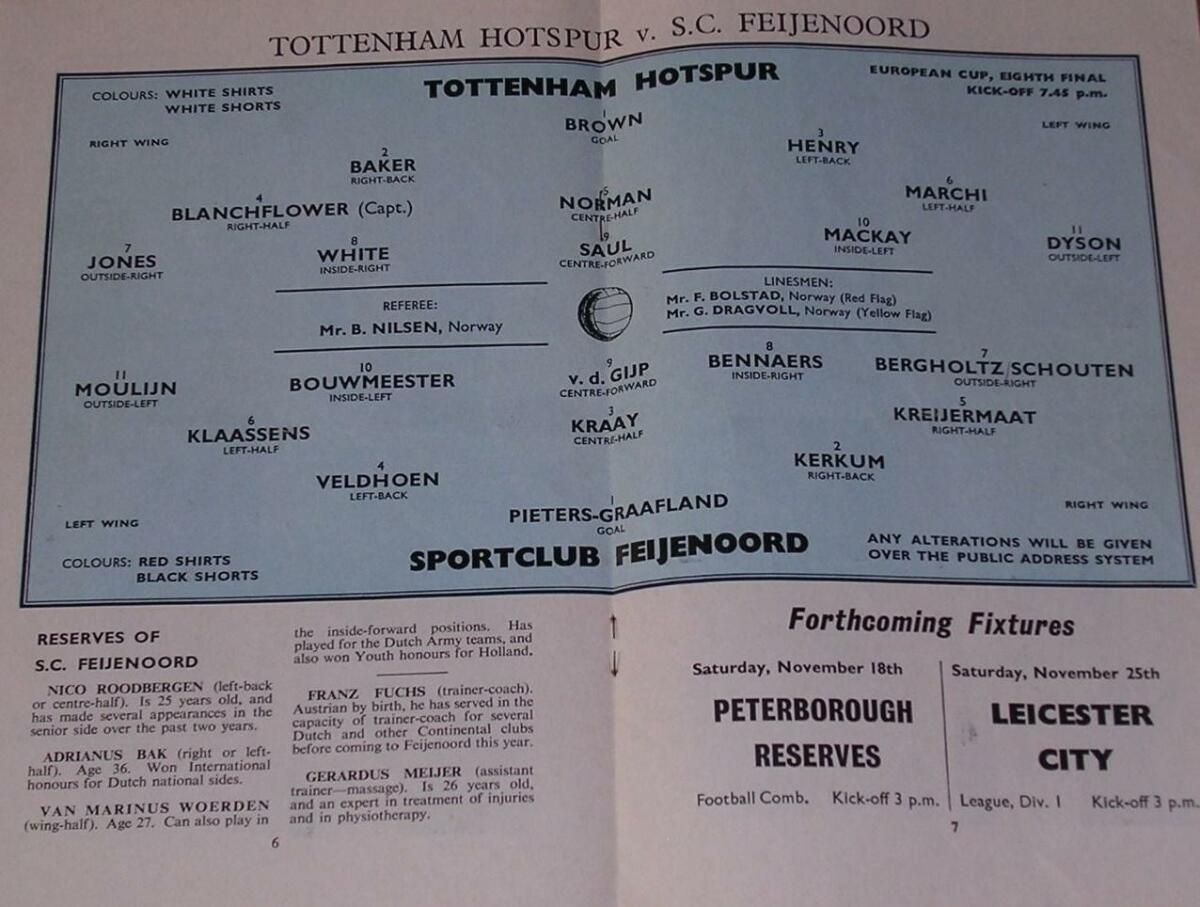 TOTTENHAM HOTSPUR v. S.C. FEIJENOORD
COLOURS: WHITE SHIRTS
WHITE SHORTS
TOTTENHAM HOTSPUR
EUROPEAN CUP, EIGHTH FINAL
KICK-OFF 7.45 p.m.
RIGHT WING
LEFT WING
1
BROWN
GOAL
2
BAKER
RIGHT-BACK
3
HENRY
LEFT-BACK
4
BLANCHFLOWER (Capt.)
RIGHT-HALF
5
NORMAN
CENTRE-HALF
6
MARCHI
LEFT-HALF
7
JONES
OUTSIDE-RIGHT
8
WHITE
INSIDE-RIGHT
9
SAUL
CENTRE-FORWARD
10
MACKAY
INSIDE-LEFT
11
DYSON
OUTSIDE-LEFT
REFEREE:
Mr. B. NILSEN, Norway
LINESMEN:
Mr. F. BOLSTAD, Norway (Red Flag)
Mr. G. DRAGVOLL, Norway (Yellow Flag)
11
MOULIJN
OUTSIDE-LEFT
10
BOUWMEESTER
INSIDE-LEFT
9
v. d. GIJP
CENTRE-FORWARD
8
BENNAERS
INSIDE-RIGHT
7
BERGHOLTZ/SCHOUTEN
OUTSIDE-RIGHT
6
KLAASSENS
LEFT-HALF
3
KRAAY
CENTRE-HALF
5
KREIJERMAAT
RIGHT-HALF
4
VELDHOEN
LEFT-BACK
2
KERKUM
RIGHT-BACK
1
PIETERS-GRAAFLAND
GOAL
LEFT WING
RIGHT WING
COLOURS: RED SHIRTS
BLACK SHORTS
SPORTCLUB FEIJENOORD
ANY ALTERATIONS WILL BE GIVEN
OVER THE PUBLIC ADDRESS SYSTEM
RESERVES OF
S.C. FEIJENOORD
NICO ROODBERGEN (left-back
or centre-half). Is 25 years old, and
has made several appearances in the
senior side over the past two years.
ADRIANUS BAK (right or left-
half). Age 36. Won International
honours for Dutch national sides.
VAN MARINUS WOERDEN
(wing-half). Age 27. Can also play in
the inside-forward positions. Has
played for the Dutch Army teams, and
also won Youth honours for Holland.
FRANZ FUCHS (trainer-coach).
Austrian by birth, he has served in the
capacity of trainer-coach for several
Dutch and other Continental clubs
before coming to Feijenoord this year.
GERARDUS MEIJER (assistant
trainer—massage). Is 26 years old,
and an expert in treatment of injuries
and in physiotherapy.
6
Forthcoming Fixtures
Saturday, November 18th
PETERBOROUGH
RESERVES
Football Comb. Kick-off 3 p.m.
Saturday, November 25th
LEICESTER
CITY
League, Div. 1 Kick-off 3 p.m.
7